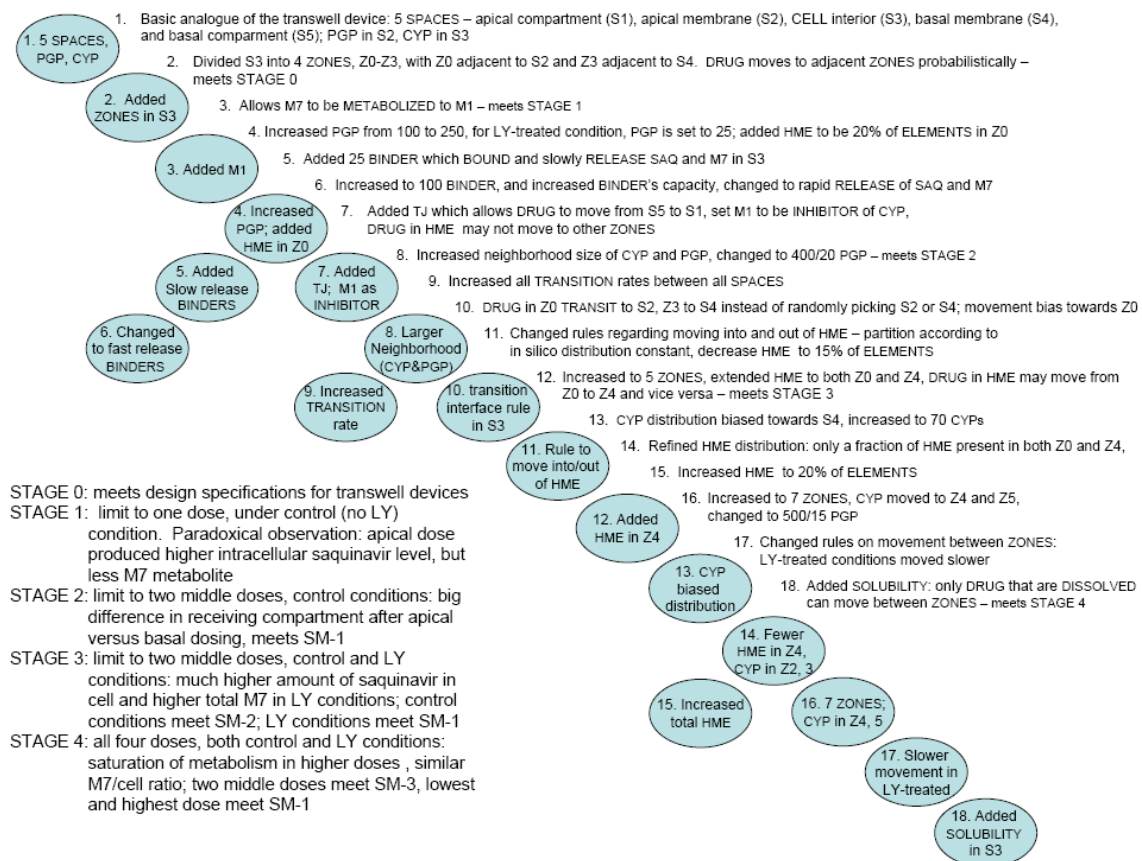 1. Basic analogue of the transwell device: 5 SPACES – apical compartment (S1), apical membrane (S2), CELL interior (S3), basal membrane (S4),
and basal comparment (S5); PGP in S2, CYP in S3
1. 5 SPACES,
PGP, CYP
2. Divided S3 into 4 ZONES, Z0-Z3, with Z0 adjacent to S2 and Z3 adjacent to S4. DRUG moves to adjacent ZONES probabilistically –
meets STAGE 0
2. Added
ZONES in S3
3. Allows M7 to be METABOLIZED to M1 – meets STAGE 1
4. Increased PGP from 100 to 250, for LY-treated condition, PGP is set to 25; added HME to be 20% of ELEMENTS in Z0
3. Added M1
5. Added 25 BINDER which BOUND and slowly RELEASE SAQ and M7 in S3
6. Increased to 100 BINDER, and increased BINDER's capacity, changed to rapid RELEASE of SAQ and M7
4. Increased
PGP; added
HME in Z0
7. Added TJ which allows DRUG to move from S5 to S1, set M1 to be INHIBITOR of CYP,
DRUG in HME may not move to other ZONES
8. Increased neighborhood size of CYP and PGP, changed to 400/20 PGP – meets STAGE 2
5. Added
Slow release
BINDERS
7. Added
TJ; M1 as
INHIBITOR
9. Increased all TRANSITION rates between all SPACES
10. DRUG in Z0 TRANSIT to S2, Z3 to S4 instead of randomly picking S2 or S4; movement bias towards Z0
6. Changed
to fast release
BINDERS
8. Larger
Neighborhood
(CYP&PGP)
11. Changed rules regarding moving into and out of HME – partition according to
in silico distribution constant, decrease HME to 15% of ELEMENTS
12. Increased to 5 ZONES, extended HME to both Z0 and Z4, DRUG in HME may move from
Z0 to Z4 and vice versa – meets STAGE 3
9. Increased
TRANSITION
rate
10. transition
interface rule
in S3
13. CYP distribution biased towards S4, increased to 70 CYPs
14. Refined HME distribution: only a fraction of HME present in both Z0 and Z4,
11. Rule to
move into/out
of HME
15. Increased HME to 20% of ELEMENTS
16. Increased to 7 ZONES, CYP moved to Z4 and Z5,
changed to 500/15 PGP
12. Added
HME in Z4
17. Changed rules on movement between ZONES:
LY-treated conditions moved slower
13. CYP
biased
distribution
18. Added SOLUBILITY: only DRUG that are DISSOLVED
can move between ZONES – meets STAGE 4
14. Fewer
HME in Z4,
CYP in Z2, 3
15. Increased
total HME
16. 7 ZONES;
CYP in Z4, 5
17. Slower
movement in
LY-treated
18. Added
SOLUBILITY
in S3
STAGE 0: meets design specifications for transwell devices
STAGE 1: limit to one dose, under control (no LY)
condition. Paradoxical observation: apical dose
produced higher intracellular saquinavir level, but
less M7 metabolite
STAGE 2: limit to two middle doses, control conditions: big
difference in receiving compartment after apical
versus basal dosing, meets SM-1
STAGE 3: limit to two middle doses, control and LY
conditions: much higher amount of saquinavir in
cell and higher total M7 in LY conditions; control
conditions meet SM-2; LY conditions meet SM-1
STAGE 4: all four doses, both control and LY conditions:
saturation of metabolism in higher doses , similar
M7/cell ratio; two middle doses meet SM-3, lowest
and highest dose meet SM-1